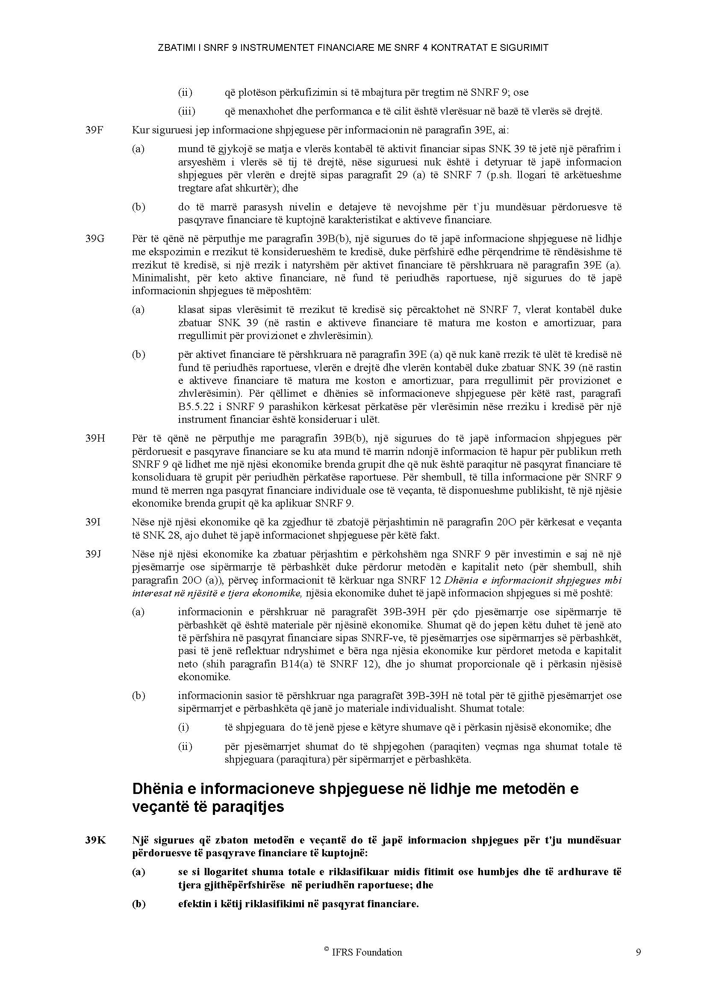 ZBATIMI I SNRF 9 INSTRUMENTET FINANCIARE ME SNRF 4 KONTRATAT E SIGURIMIT
(ii) që plotëson përkufizimin si të mbajtura për tregtim në SNRF 9; ose
(iii) që menaxhohet dhe performanca e të cilit është vlerësuar në bazë të vlerës së drejtë.
39F Kur siguruesi jep informacione shpjeguese për informacionin në paragrafin 39E, ai:
(a) mund të gjykojë se matja e vlerës kontabël të aktivit financiar sipas SNK 39 të jetë një përafrim i
arsyeshëm i vlerës së tij të drejtë, nëse siguruesi nuk është i detyruar të japë informacion
shpjegues për vlerën e drejtë sipas paragrafit 29 (a) të SNRF 7 (p.sh. llogari të arkëtueshme
tregtare afat shkurtër); dhe
(b) do të marrë parasysh nivelin e detajeve të nevojshme për t`ju mundësuar përdoruesve të
pasqyrave financiare të kuptojnë karakteristikat e aktiveve financiare.
39G Për të qënë në përputhje me paragrafin 39B(b), një sigurues do të japë informacione shpjeguese në lidhje
me ekspozimin e rrezikut të konsiderueshëm te kredisë, duke përfshirë edhe përqendrime të rëndësishme të
rrezikut të kredisë, si një rrezik i natyrshëm për aktivet financiare të përshkruara në paragrafin 39E (a).
Minimalisht, për keto aktive financiare, në fund të periudhës raportuese, një sigurues do të japë
informacionin shpjegues të mëposhtëm:
(a) klasat sipas vlerësimit të rrezikut të kredisë siç përcaktohet në SNRF 7, vlerat kontabël duke
zbatuar SNK 39 (në rastin e aktiveve financiare të matura me koston e amortizuar, para
rregullimit për provizionet e zhvlerësimin).
(b) për aktivet financiare të përshkruara në paragrafin 39E (a) që nuk kanë rrezik të ulët të kredisë në
fund të periudhës raportuese, vlerën e drejtë dhe vlerën kontabël duke zbatuar SNK 39 (në rastin
e aktiveve financiare të matura me koston e amortizuar, para rregullimit për provizionet e
zhvlerësimin). Për qëllimet e dhënies së informacioneve shpjeguese për këtë rast, paragrafi
B5.5.22 i SNRF 9 parashikon kërkesat përkatëse për vlerësimin nëse rreziku i kredisë për një
instrument financiar është konsideruar i ulët.
39H Për të qënë ne përputhje me paragrafin 39B(b), një sigurues do të japë informacion shpjegues për
përdoruesit e pasqyrave financiare se ku ata mund të marrin ndonjë informacion të hapur për publikun rreth
SNRF 9 që lidhet me një njësi ekonomike brenda grupit dhe që nuk është paraqitur në pasqyrat financiare të
konsoliduara të grupit për periudhën përkatëse raportuese. Për shembull, të tilla informacione për SNRF 9
mund të merren nga pasqyrat financiare individuale ose të veçanta, të disponueshme publikisht, të një njësie
ekonomike brenda grupit që ka aplikuar SNRF 9.
39I Nëse një njësi ekonomike që ka zgjedhur të zbatojë përjashtimin në paragrafin 20O për kërkesat e veçanta
të SNK 28, ajo duhet të japë informacionet shpjeguese për këtë fakt.
39J Nëse një njësi ekonomike ka zbatuar përjashtim e përkohshëm nga SNRF 9 për investimin e saj në një
pjesëmarrje ose sipërmarrje të përbashkët duke përdorur metodën e kapitalit neto (për shembull, shih
paragrafin 20O (a)), përveç informacionit të kërkuar nga SNRF 12 Dhënia e informacionit shpjegues mbi
interesat në njësitë e tjera ekonomike, njësia ekonomike duhet të japë informacion shpjegues si më poshtë:
(a) informacionin e përshkruar në paragrafët 39B-39H për çdo pjesëmarrje ose sipërmarrje të
përbashkët që është materiale për njësinë ekonomike. Shumat që do jepen këtu duhet të jenë ato
të përfshira në pasqyrat financiare sipas SNRF-ve, të pjesëmarrjes ose sipërmarrjes së përbashkët,
pasi të jenë reflektuar ndryshimet e bëra nga njësia ekonomike kur përdoret metoda e kapitalit
neto (shih paragrafin B14(a) të SNRF 12), dhe jo shumat proporcionale që i përkasin njësisë
ekonomike.
(b) informacionin sasior të përshkruar nga paragrafët 39B-39H në total për të gjithë pjesëmarrjet ose
sipërmarrjet e përbashkëta që janë jo materiale individualisht. Shumat totale:
(i) të shpjeguara  do të jenë pjese e këtyre shumave që i përkasin njësisë ekonomike; dhe
(ii) për pjesëmarrjet shumat do të shpjegohen (paraqiten) veçmas nga shumat totale të
shpjeguara (paraqitura) për sipërmarrjet e përbashkëta.
Dhënia e informacioneve shpjeguese në lidhje me metodën e
veçantë të paraqitjes
39K Një sigurues që zbaton metodën e veçantë do të japë informacion shpjegues për t'ju mundësuar
përdoruesve të pasqyrave financiare të kuptojnë:
(a) se si llogaritet shuma totale e riklasifikuar midis fitimit ose humbjes dhe të ardhurave të
tjera gjithëpërfshirëse  në periudhën raportuese; dhe
(b) efektin i këtij riklasifikimi në pasqyrat financiare.
© IFRS Foundation 9